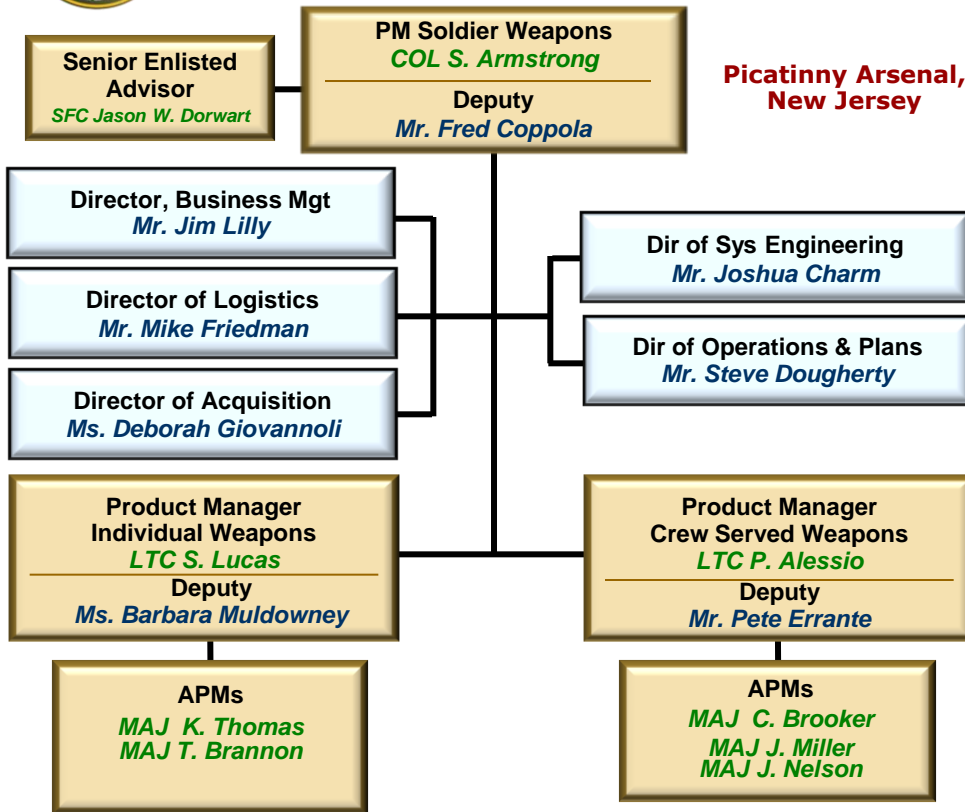 PM Soldier Weapons
COL S. Armstrong
Deputy
Mr. Fred Coppola
Senior Enlisted
Advisor
SFC Jason W. Dorwart
Picatinny Arsenal,
New Jersey
Director, Business Mgt
Mr. Jim Lilly
Director of Logistics
Mr. Mike Friedman
Director of Acquisition
Ms. Deborah Giovannoli
Dir of Sys Engineering
Mr. Joshua Charm
Dir of Operations & Plans
Mr. Steve Dougherty
Product Manager
Individual Weapons
LTC S. Lucas
Deputy
Ms. Barbara Muldowney
APMs
MAJ K. Thomas
MAJ T. Brannon
Product Manager
Crew Served Weapons
LTC P. Alessio
Deputy
Mr. Pete Errante
APMs
MAJ C. Brooker
MAJ J. Miller
MAJ J. Nelson